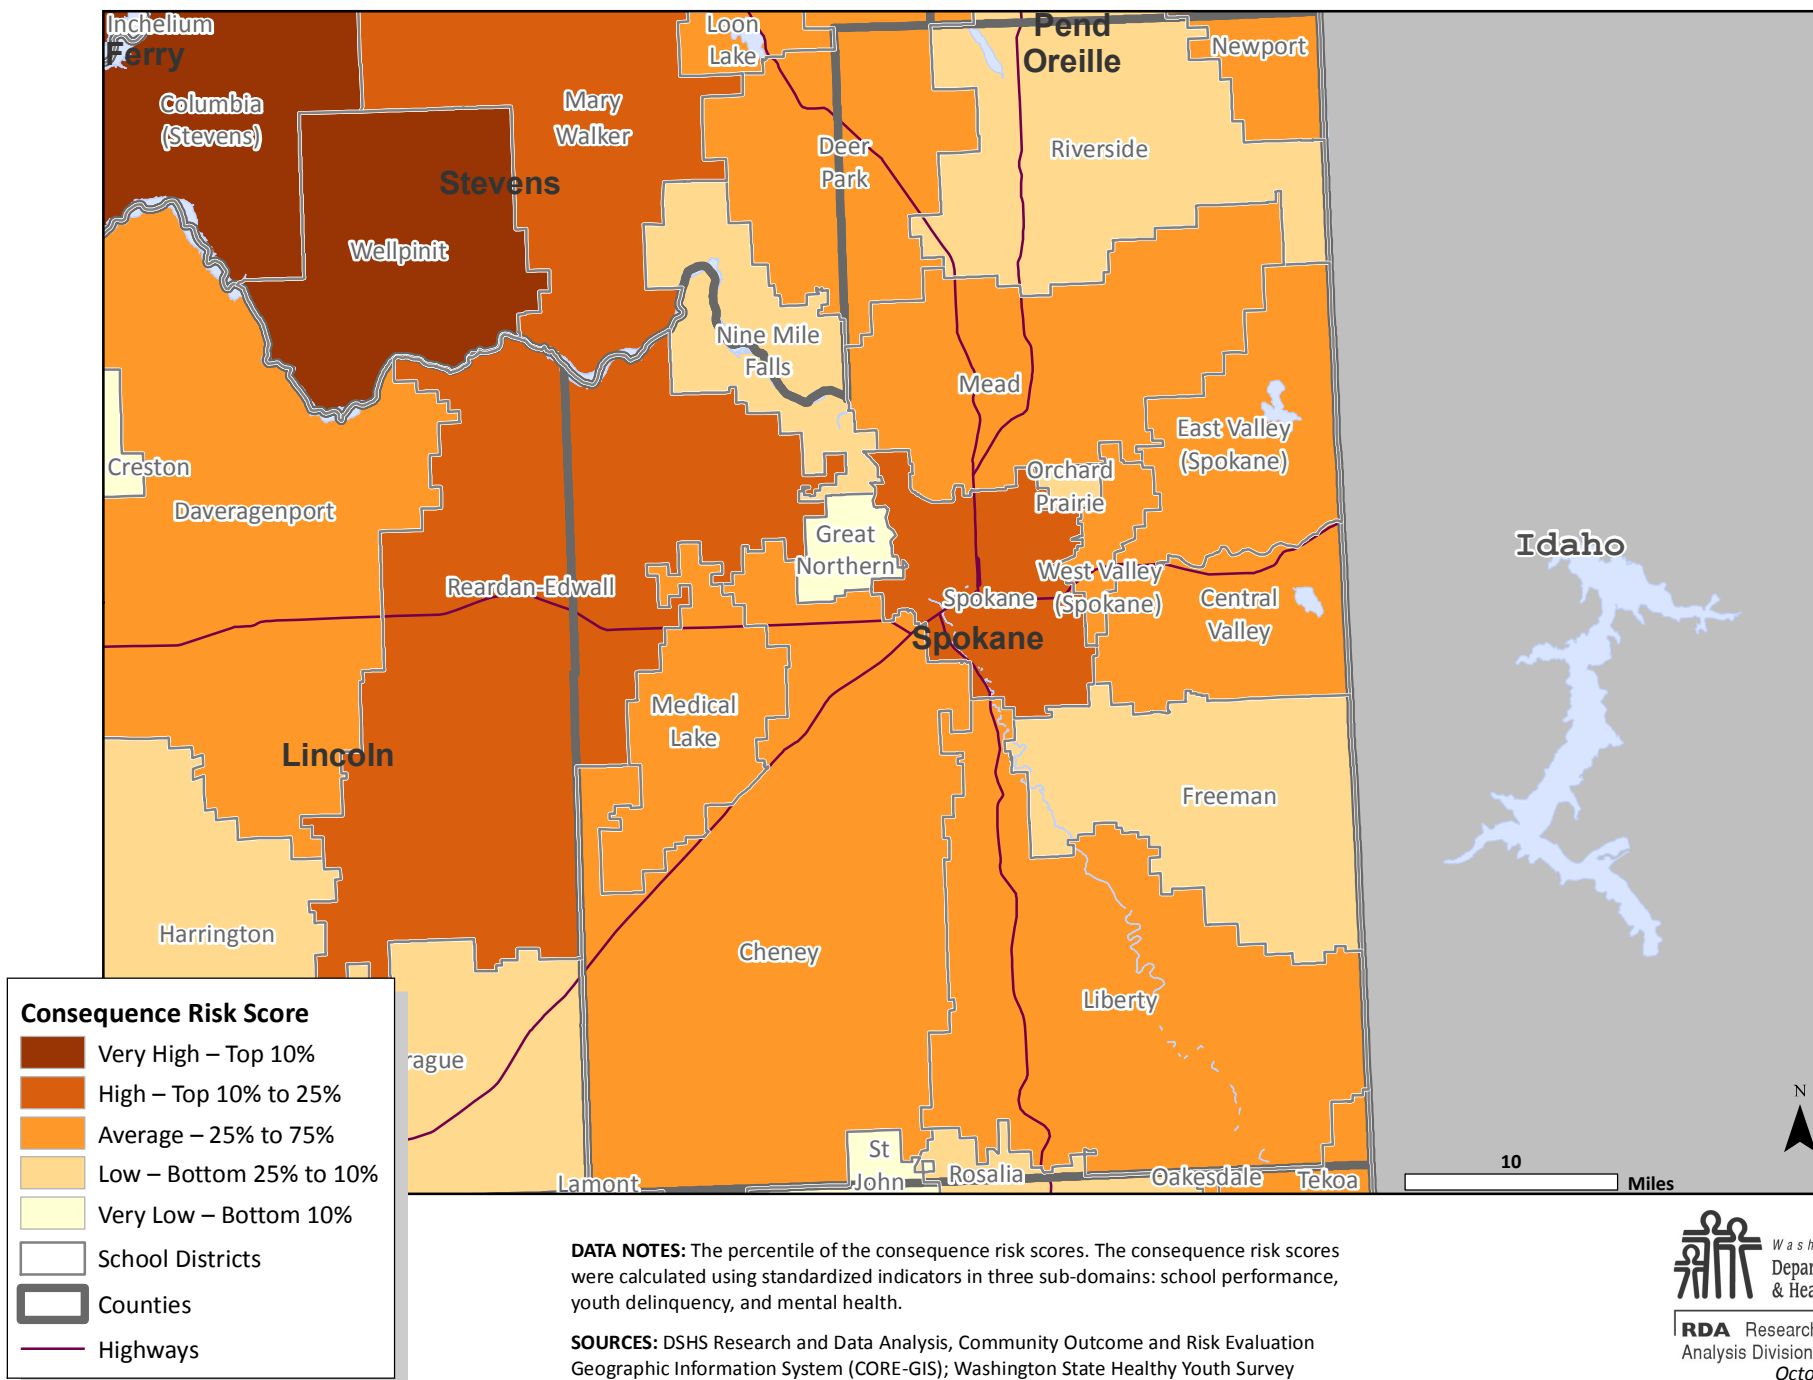 Inchelium
Ferry
Columbia
(Stevens)
Mary
Walker
Loon
Lake
Pend
Oreille
Newport
Deer
Park
Riverside
Stevens
Wellpinit
Nine Mile
Falls
Mead
East Valley
(Spokane)
Creston
Daveragenport
Orchard
Prairie
Great
Northern
Idaho
Reardan-Edwall
West Valley
(Spokane)
Spokane
Central
Valley
Spokane
Medical
Lake
Lincoln
Freeman
Harrington
Cheney
Liberty
rague
St
John
Rosalia
Lamont
Oakesdale
Tekoa
N
10
Miles
Consequence Risk Score
Very High – Top 10%
High – Top 10% to 25%
Average – 25% to 75%
Low – Bottom 25% to 10%
Very Low – Bottom 10%
School Districts
Counties
Highways
DATA NOTES: The percentile of the consequence risk scores. The consequence risk scores
were calculated using standardized indicators in three sub-domains: school performance,
youth delinquency, and mental health.
SOURCES: DSHS Research and Data Analysis, Community Outcome and Risk Evaluation
Geographic Information System (CORE-GIS); Washington State Healthy Youth Survey
Wash
Depar
& Hea
RDA Research
Analysis Division
Octo